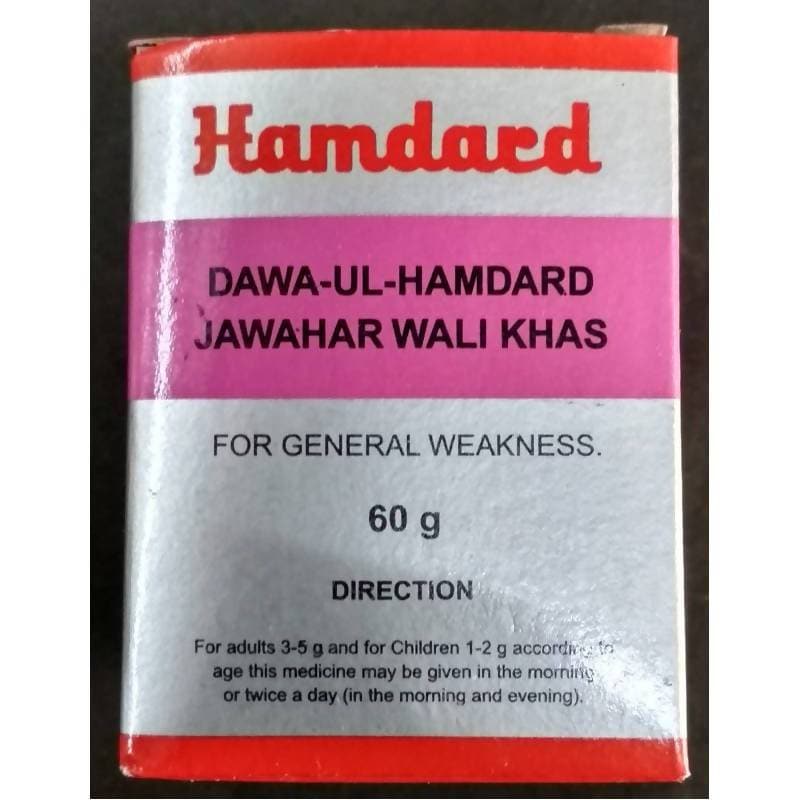 Hamdard
DAWA-UL-HAMDARD
JAWAHAR WALI KHAS
FOR GENERAL WEAKNESS.
60 g
DIRECTION
For adults 3-5 g and for Children 1-2 g according to
age this medicine may be given in the morning
or twice a day (in the morning and evening).